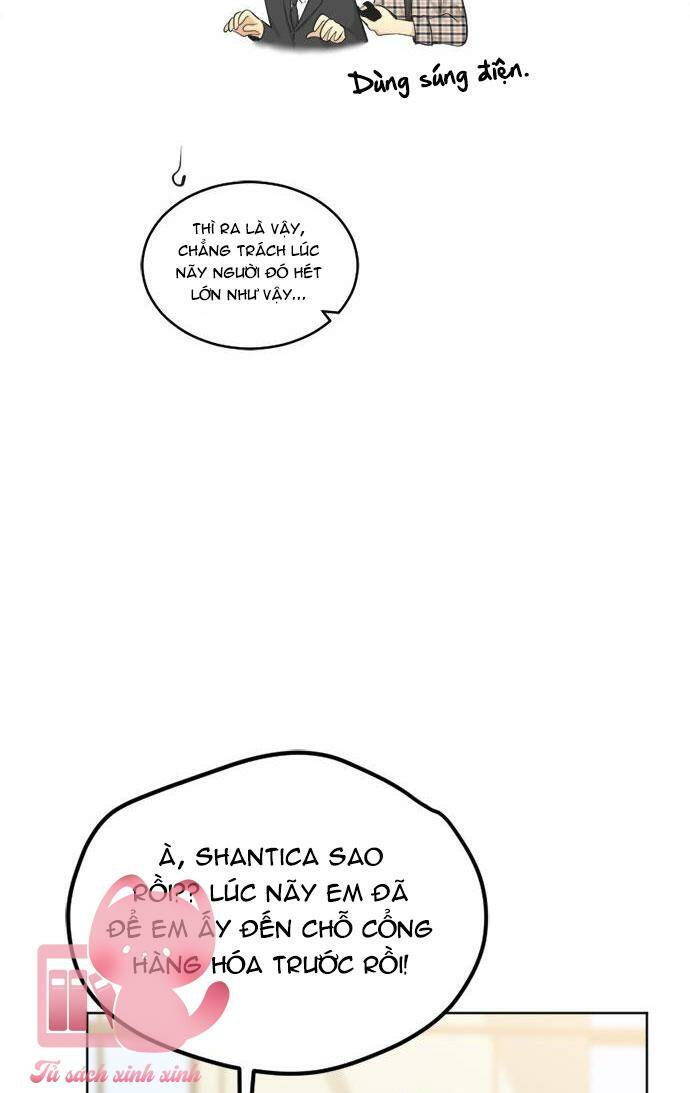 Dùng súng điện.
THÌ RA LÀ VẬY,
CHẲNG TRÁCH LÚC
NÃY NGƯỜI ĐÓ HÉT
LỚN NHƯ VẬY...
À, SHANTICA SAO
RỒI?? LÚC NÃY EM ĐÃ
ĐỂ EM ẤY ĐẾN CHỖ CỔNG
HÀNG HÓA TRƯỚC RỒI!
Tủ sách xinh xinh